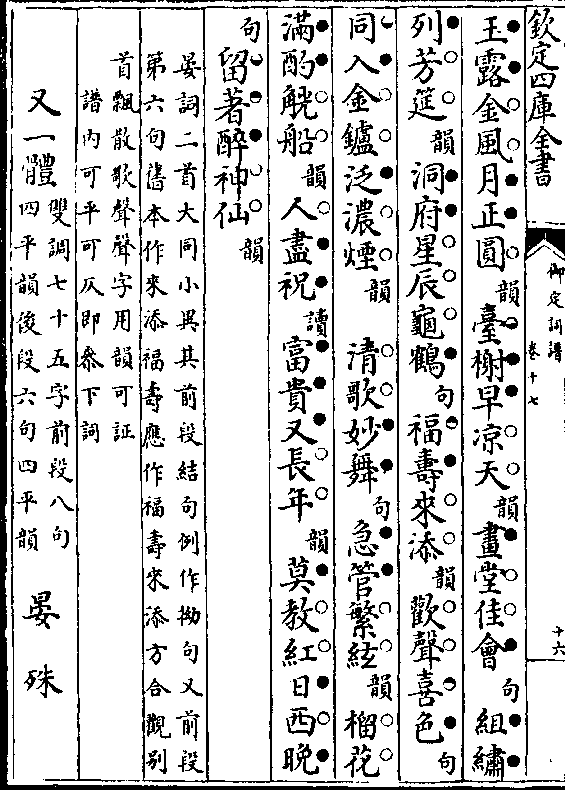 欽定四庫全書
御定詞譜
卷十七
十六
玉露金風月正圓韻臺榭早凉天韻畫堂佳會句組繡
列芳筵韻洞府星辰龜鶴句福壽來添韻歡聲喜色句
同入金鑪泛濃煙韻清歌妙舞句急管繁絃韻榴花
滿酌觥船韻人盡祝讀富貴又長年韻莫教紅日西晚
句留著醉神仙韻
晏詞二首大同小異其前段結句例作拗句又前段
第六句舊本作來添福壽應作福壽來添方合觀別
首飄散歌聲聲字用韻可証
譜內可平可仄即叅下詞
又一體雙調七十五字前段八句
四平韻後段六句四平韻晏殊